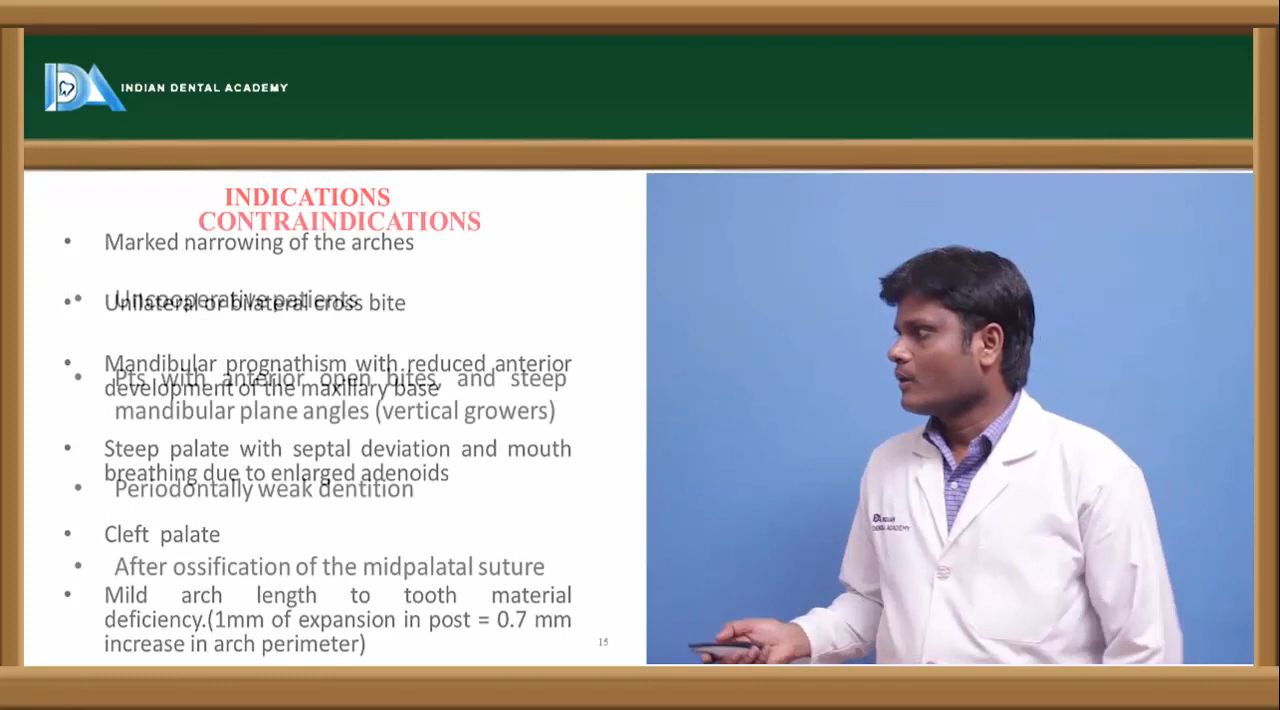 INDIAN DENTAL ACADEMY
INDICATIONS
CONTRAINDICATIONS
• Marked narrowing of the arches
• Uncooperative patients
• Unilateral or bilateral cross bite
• Mandibular prognathism with reduced anterior
development of the maxillary base
• Pts with anterior open bites, and steep
mandibular plane angles (vertical growers)
• Steep palate with septal deviation and mouth
breathing due to enlarged adenoids
• Periodontally weak dentition
• Cleft palate
• After ossification of the midpalatal suture
• Mild arch length to tooth material
deficiency.(1mm of expansion in post = 0.7 mm
increase in arch perimeter)
15